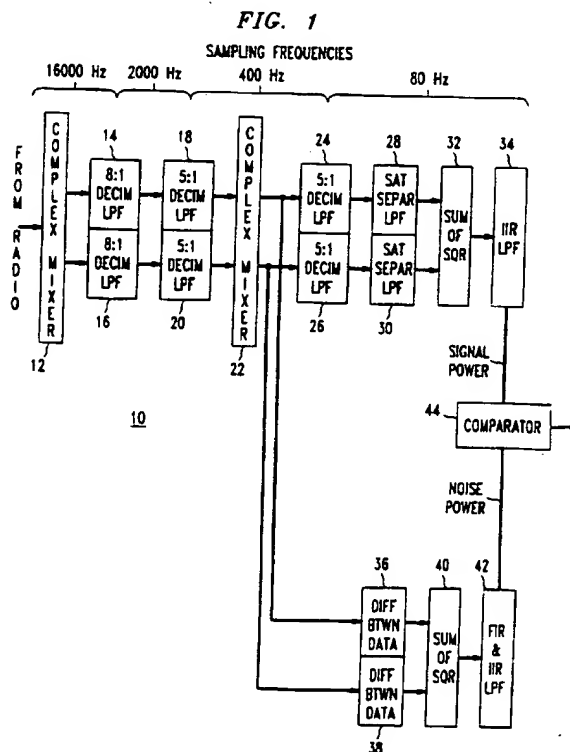 FIG. 1
SAMPLING FREQUENCIES
16000 Hz 2000 Hz 400 Hz 80 Hz
FROM RADIO
COMPLEX MIXER
12
14
8:1 DECIM LPF
8:1 DECIM LPF
16
18
5:1 DECIM LPF
5:1 DECIM LPF
20
COMPLEX MIXER
22
24
5:1 DECIM LPF
5:1 DECIM LPF
26
28
SAT SEPAR LPF
SAT SEPAR LPF
30
32
SUM OF SQR
34
IIR LPF
SIGNAL POWER
10
44
COMPARATOR
NOISE POWER
36
DIFF BTWN DATA
DIFF BTWN DATA
38
40
SUM OF SQR
42
FIR & IIR LPF